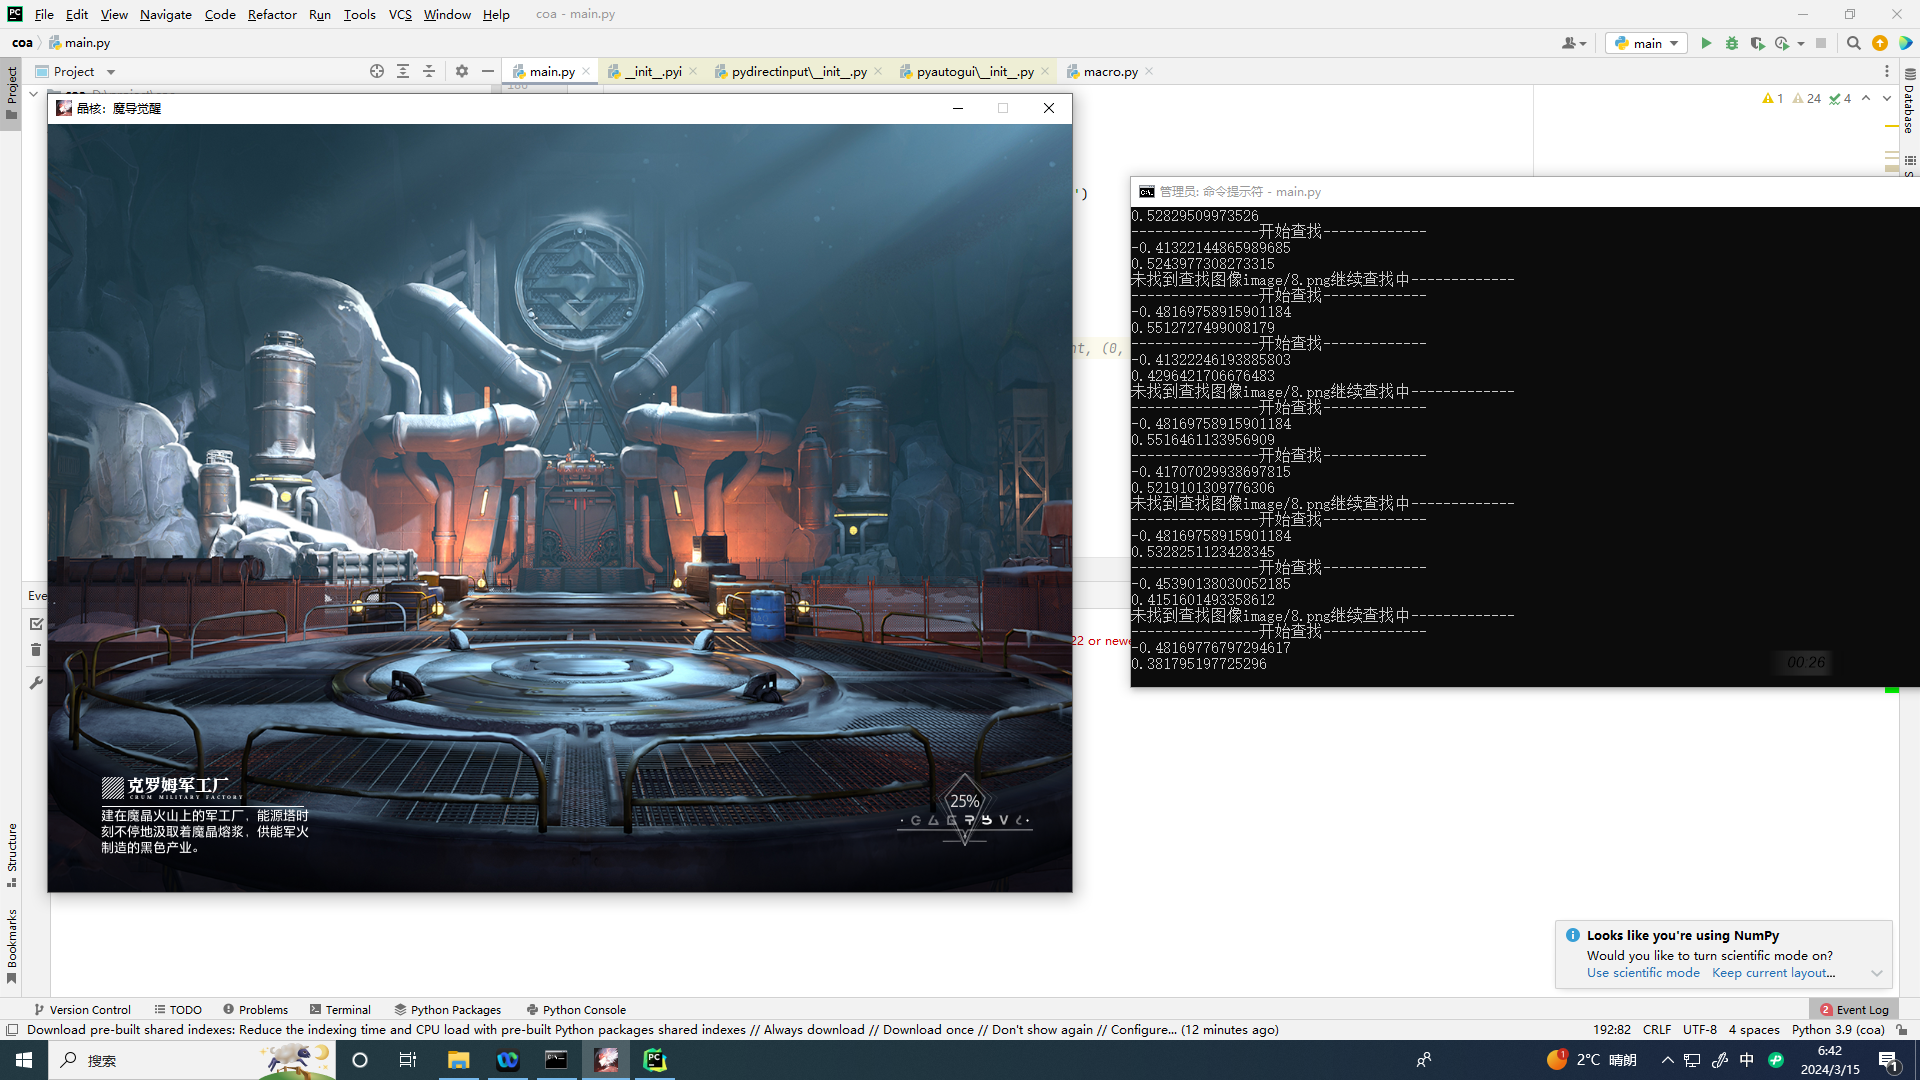 File Edit View Navigate Code Refactor Run Tools VCS Window Help coa - main.py
coa main.py
main
Project
main.py __init__.pyi pydirectinput\__init__.py pyautogui\__init__.py macro.py
1 24 4
Project
Database
晶核：魔导觉醒
')
nt, (0,
Eve
22 or newe
管理员: 命令提示符 - main.py
0.52829509973526
----------------开始查找-------------
-0.41322144865989685
0.5243977308273315
未找到查找图像image/8.png继续查找中-------------
----------------开始查找-------------
-0.48169758915901184
0.5512727499008179
----------------开始查找-------------
-0.41322246193885803
0.4296421706676483
未找到查找图像image/8.png继续查找中-------------
----------------开始查找-------------
-0.48169758915901184
0.5516461133956909
----------------开始查找-------------
-0.41707029938697815
0.5219101309776306
未找到查找图像image/8.png继续查找中-------------
----------------开始查找-------------
-0.48169758915901184
0.5328251123428345
----------------开始查找-------------
-0.45390138030052185
0.4151601493358612
未找到查找图像image/8.png继续查找中-------------
----------------开始查找-------------
-0.48169776797294617
0.381795197725296
00:26
克罗姆军工厂
CRUM MILITARY FACTORY
建在魔晶火山上的军工厂，能源塔时
刻不停地汲取着魔晶熔浆，供能军火
制造的黑色产业。
25%
Structure
Bookmarks
Looks like you're using NumPy
Would you like to turn scientific mode on?
Use scientific mode Keep current layout...
Version Control TODO Problems Terminal Python Packages Python Console
2 Event Log
Download pre-built shared indexes: Reduce the indexing time and CPU load with pre-built Python packages shared indexes // Always download // Download once // Don't show again // Configure... (12 minutes ago)
192:82 CRLF UTF-8 4 spaces Python 3.9 (coa)
搜索
1 2°C 晴朗
中
6:42
2024/3/15
1